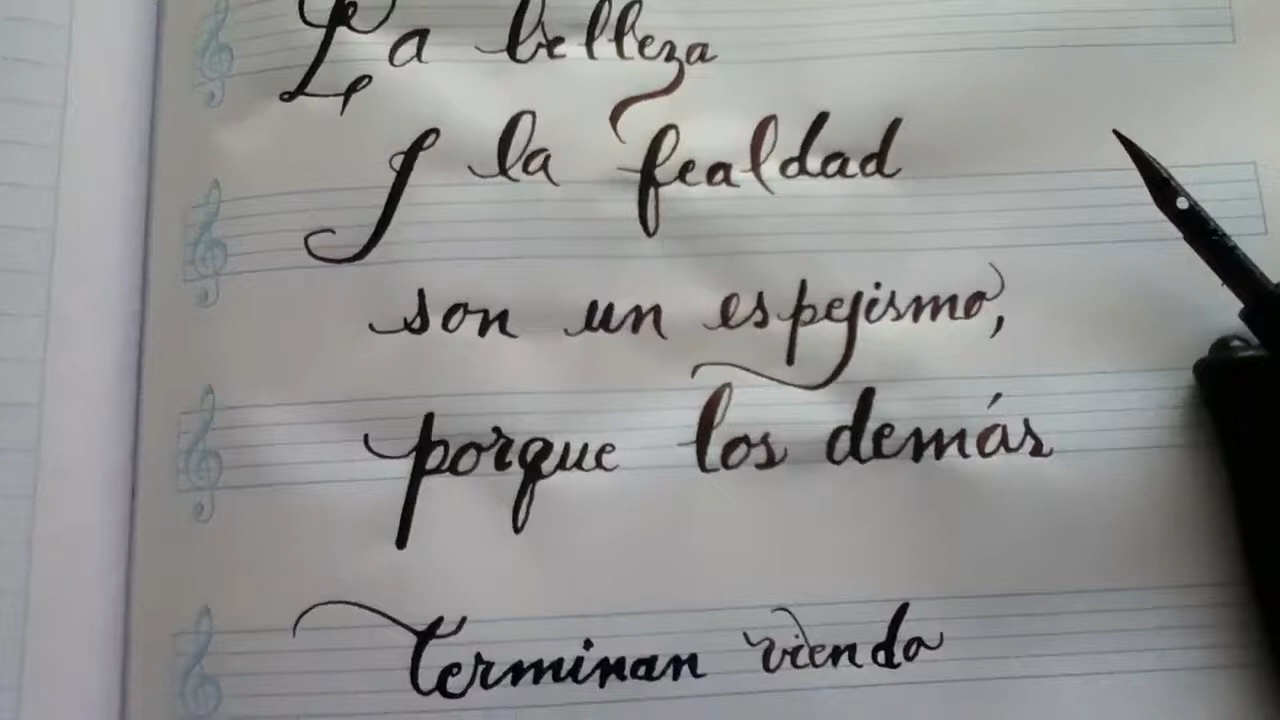 La belleza
y la fealdad
son un espejismo,
porque los demás
Terminan viendo